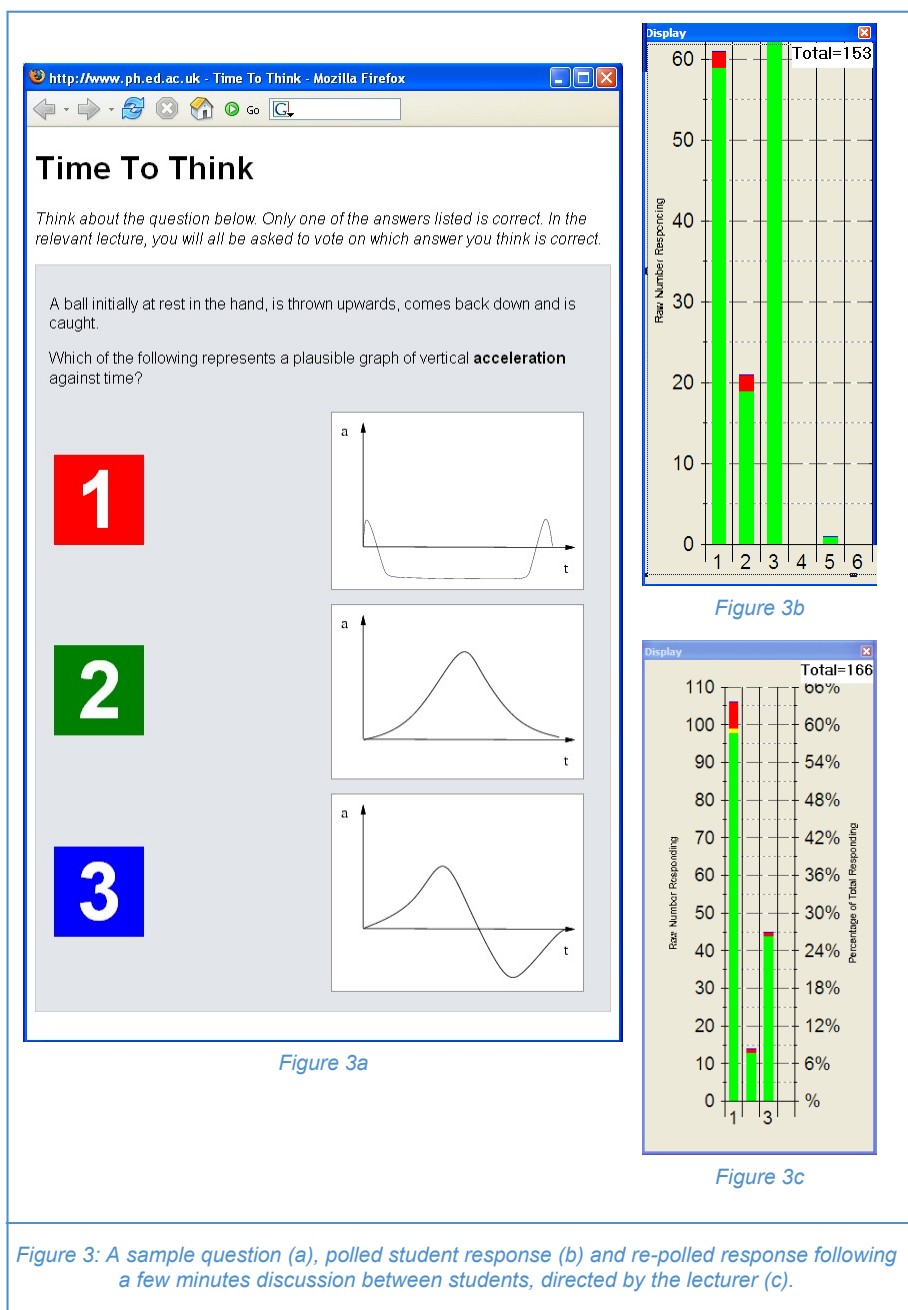 http://www.ph.ed.ac.uk - Time To Think - Mozilla Firefox
Go
G
Time To Think
Think about the question below. Only one of the answers listed is correct. In the
relevant lecture, you will all be asked to vote on which answer you think is correct.
A ball initially at rest in the hand, is thrown upwards, comes back down and is
caught.
Which of the following represents a plausible graph of vertical acceleration
against time?
1
a
t
2
a
t
3
a
t
Figure 3a
Display
Total=153
Raw Number Responding
60
50
40
30
20
10
0
1 2 3 4 5 6
Figure 3b
Display
Total=166
Raw Number Responding
Percentage of Total Responding
110 66%
100 60%
90 54%
80 48%
70 42%
60 36%
50 30%
40 24%
30 18%
20 12%
10 6%
0 %
1 3
Figure 3c
Figure 3: A sample question (a), polled student response (b) and re-polled response following
a few minutes discussion between students, directed by the lecturer (c).